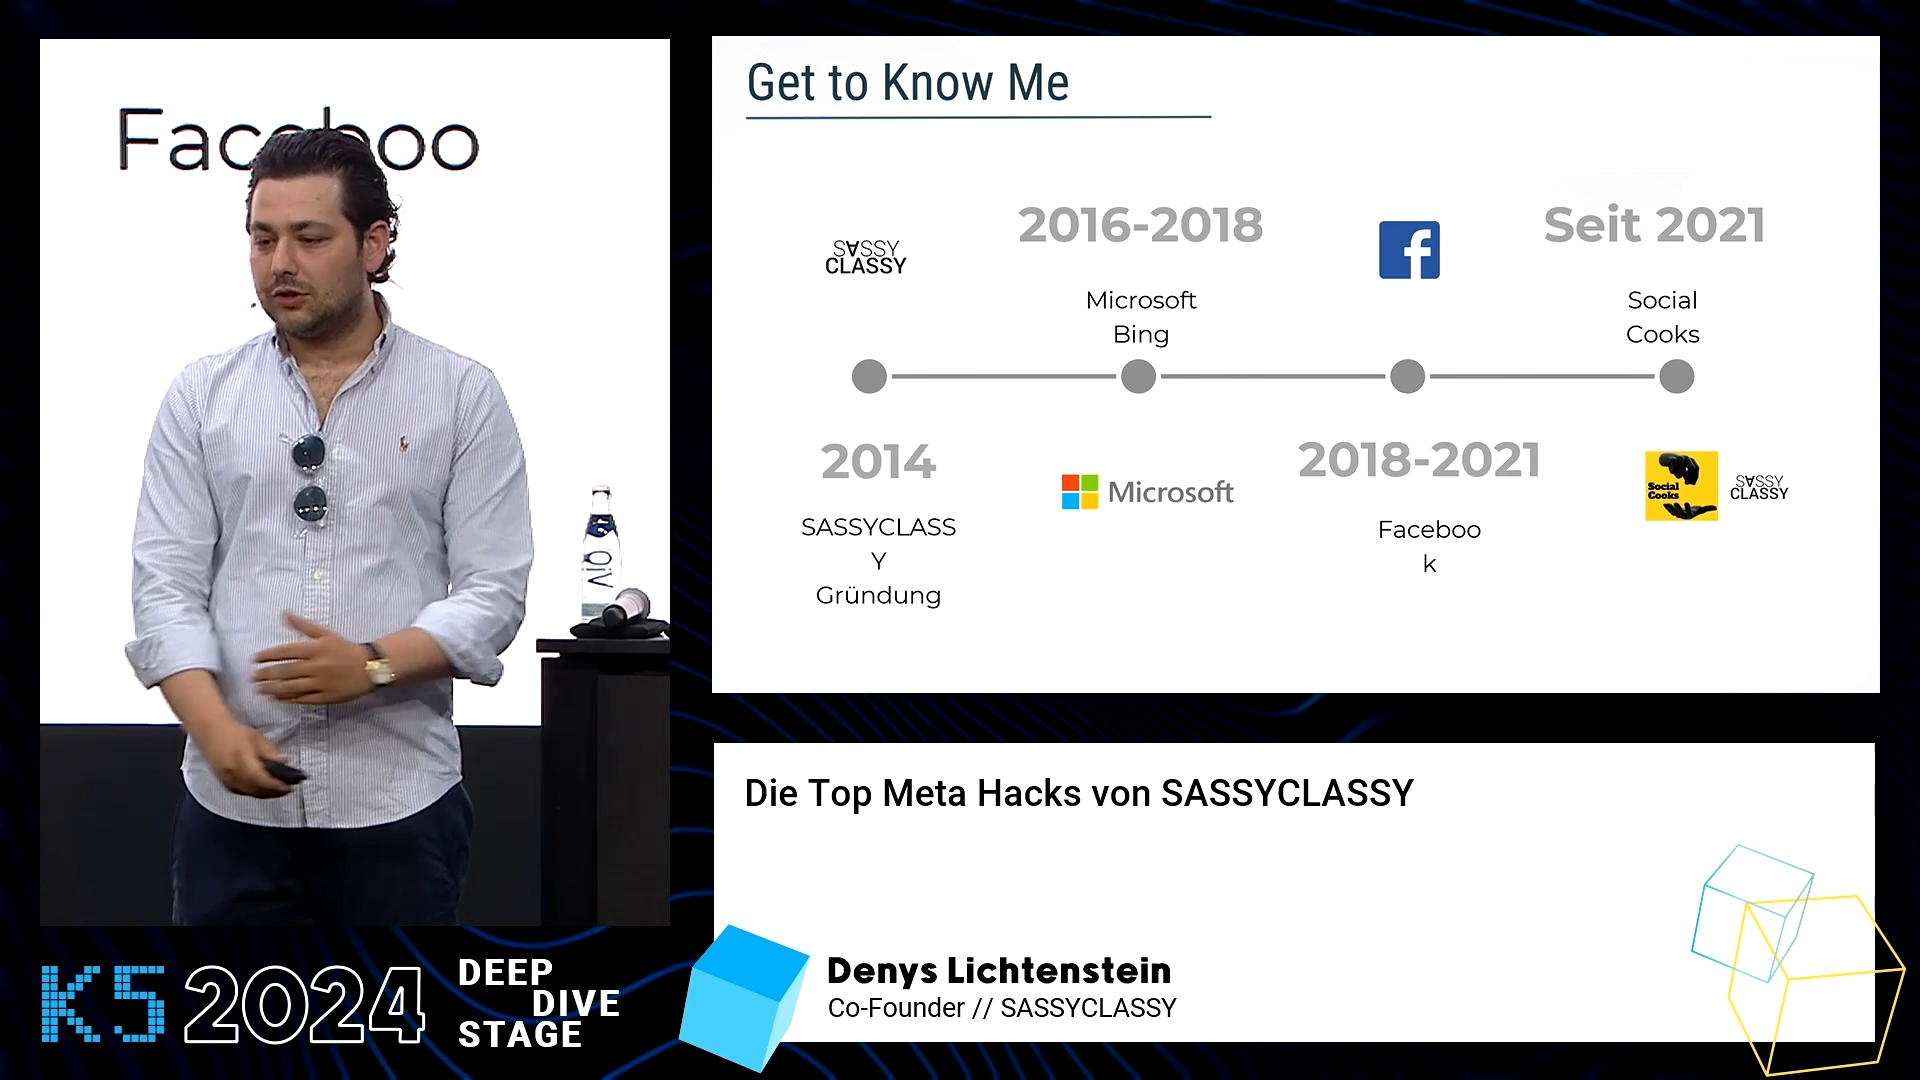 Faceboo
QiV
Get to Know Me
SASSY
CLASSY
2016-2018
Microsoft
Bing
Seit 2021
Social
Cooks
2014
SASSYCLASS
Y
Gründung
Microsoft
2018-2021
Faceboo
k
Social
Cooks
SASSY
CLASSY
Die Top Meta Hacks von SASSYCLASSY
Denys Lichtenstein
Co-Founder // SASSYCLASSY
K5 2024
DEEP
DIVE
STAGE